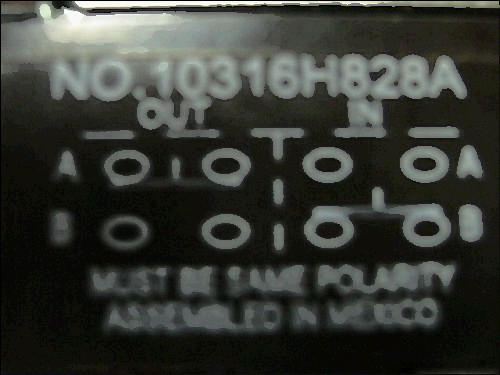 NO.10316H828A
OUT IN
A A
B B
MUST BE SAME POLARITY
ASSEMBLED IN MEXICO